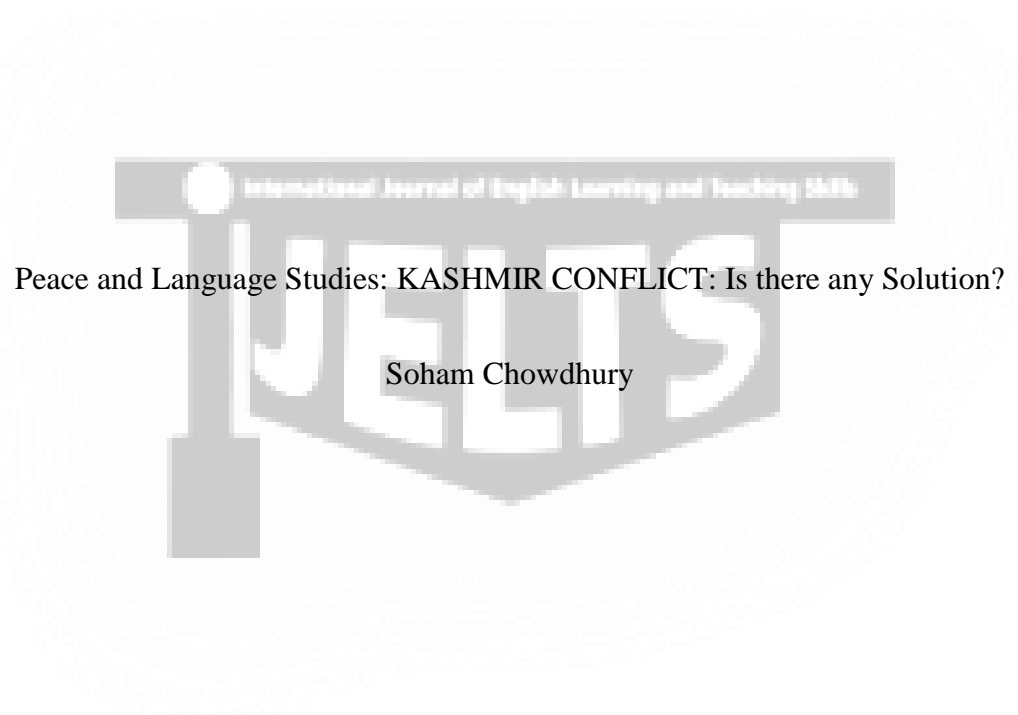 International Journal of English Learning and Teaching Skills
Peace and Language Studies: KASHMIR CONFLICT: Is there any Solution?
JELTS
Soham Chowdhury